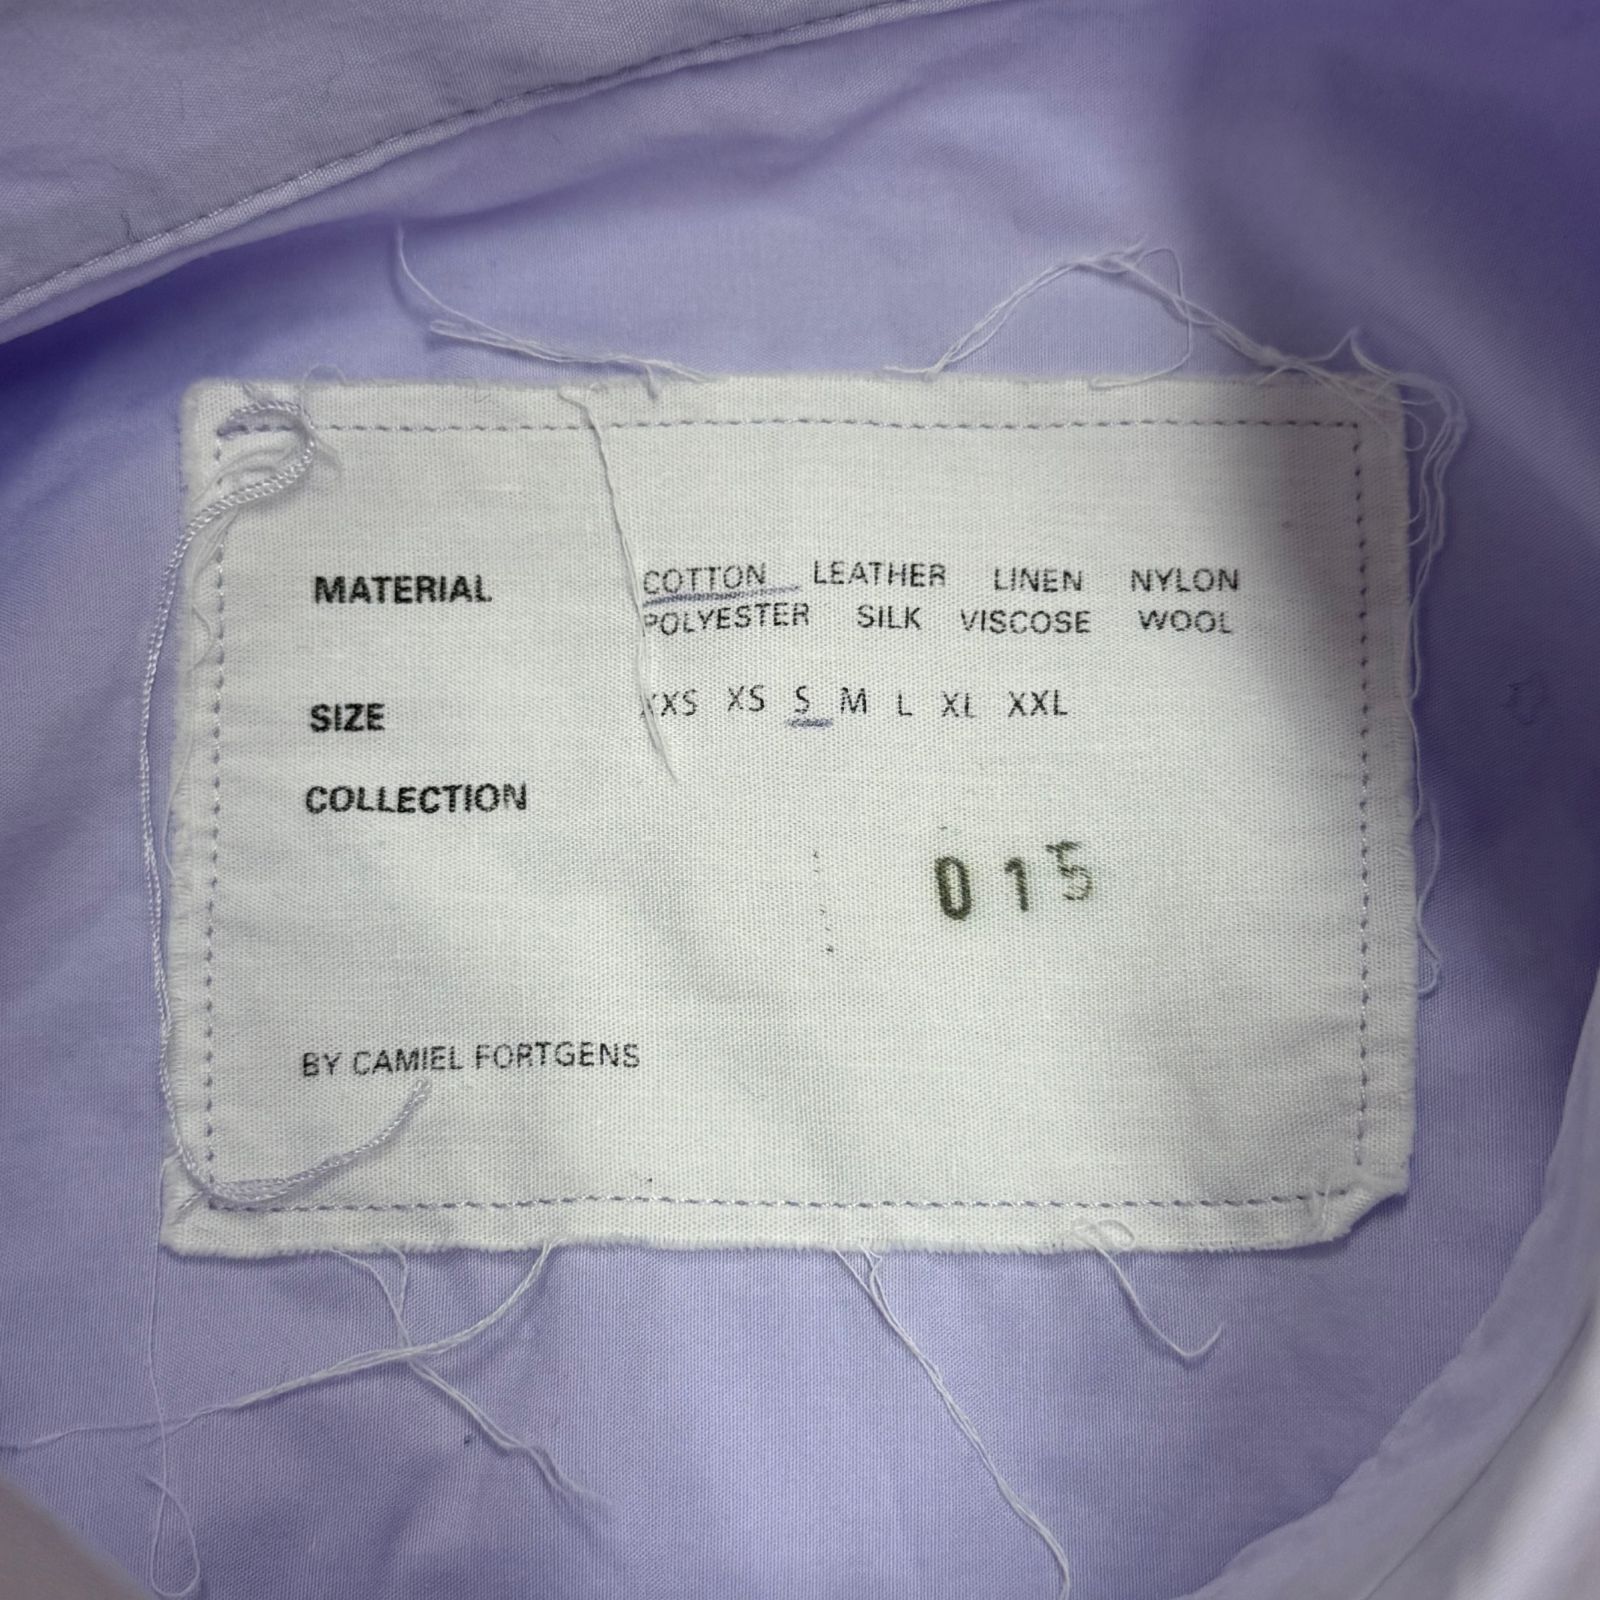 MATERIAL COTTON LEATHER LINEN NYLON
POLYESTER SILK VISCOSE WOOL
SIZE XXS XS S M L XL XXL
COLLECTION
015
BY CAMIEL FORTGENS